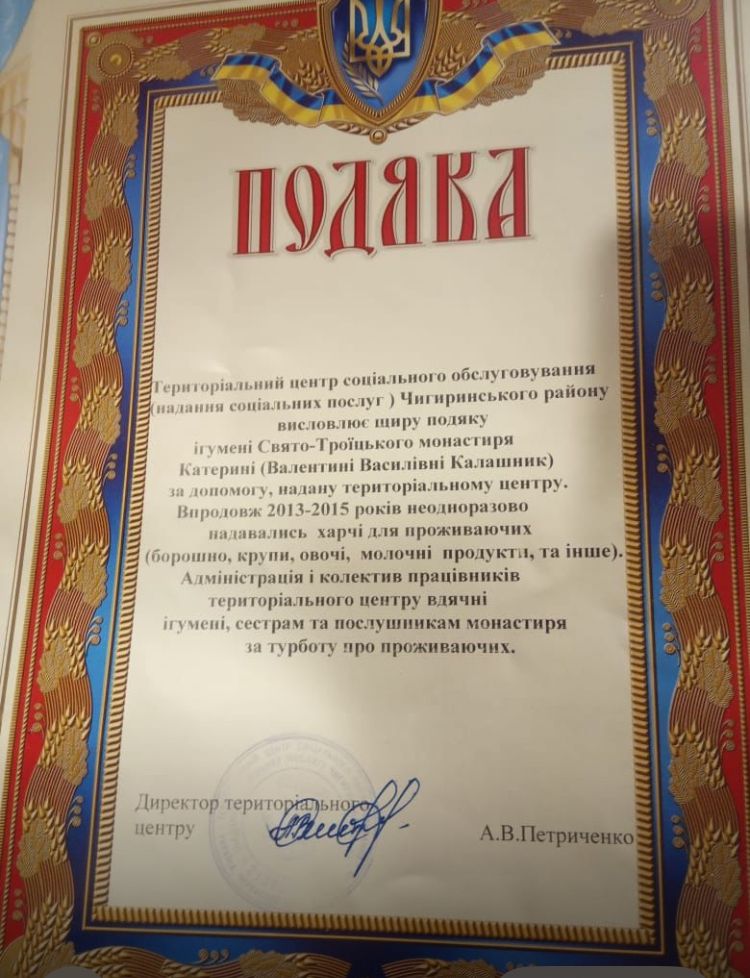 ПОДЯКА
Територіальний центр соціального обслуговування
(надання соціальних послуг ) Чигиринського району
висловлює щиру подяку
ігумені Свято-Троїцького монастиря
Катерині (Валентині Василівні Калашник)
за допомогу, надану територіальному центру.
Впродовж 2013-2015 років неодноразово
надавались харчі для проживаючих
(борошно, крупи, овочі, молочні продукти, та інше).
Адміністрація і колектив працівників
територіального центру вдячні
ігумені, сестрам та послушникам монастиря
за турботу про проживаючих.
Директор територіального
центру
А.В.Петриченко